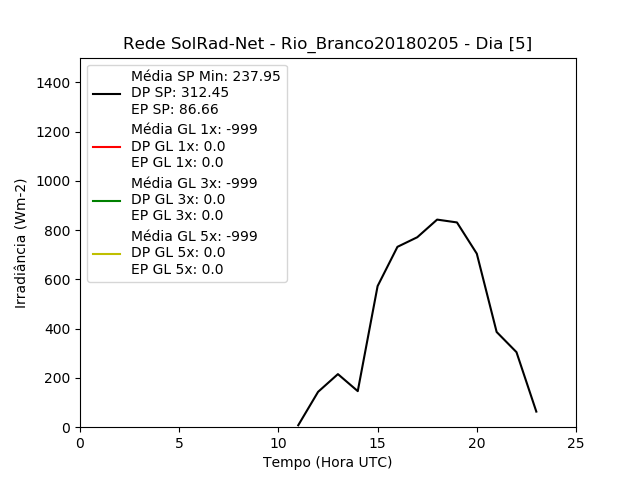 Rede SolRad-Net - Rio_Branco20180205 - Dia [5]
Média SP Min: 237.95
DP SP: 312.45
EP SP: 86.66
Média GL 1x: -999
DP GL 1x: 0.0
EP GL 1x: 0.0
Média GL 3x: -999
DP GL 3x: 0.0
EP GL 3x: 0.0
Média GL 5x: -999
DP GL 5x: 0.0
EP GL 5x: 0.0
Irradiância (Wm-2)
1400
1200
1000
800
600
400
200
0
0 5 10 15 20 25
Tempo (Hora UTC)